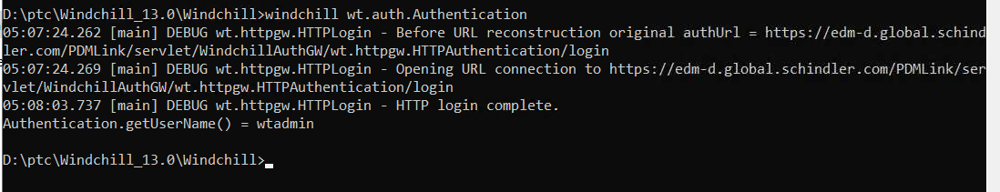 D:\ptc\Windchill_13.0\Windchill>windchill wt.auth.Authentication
05:07:24.262 [main] DEBUG wt.httpgw.HTTPLogin - Before URL reconstruction original authUrl = https://edm-d.global.schind
ler.com/PDMLink/servlet/WindchillAuthGW/wt.httpgw.HTTPAuthentication/login
05:07:24.269 [main] DEBUG wt.httpgw.HTTPLogin - Opening URL connection to https://edm-d.global.schindler.com/PDMLink/ser
vlet/WindchillAuthGW/wt.httpgw.HTTPAuthentication/login
05:08:03.737 [main] DEBUG wt.httpgw.HTTPLogin - HTTP login complete.
Authentication.getUserName() = wtadmin
D:\ptc\Windchill_13.0\Windchill>